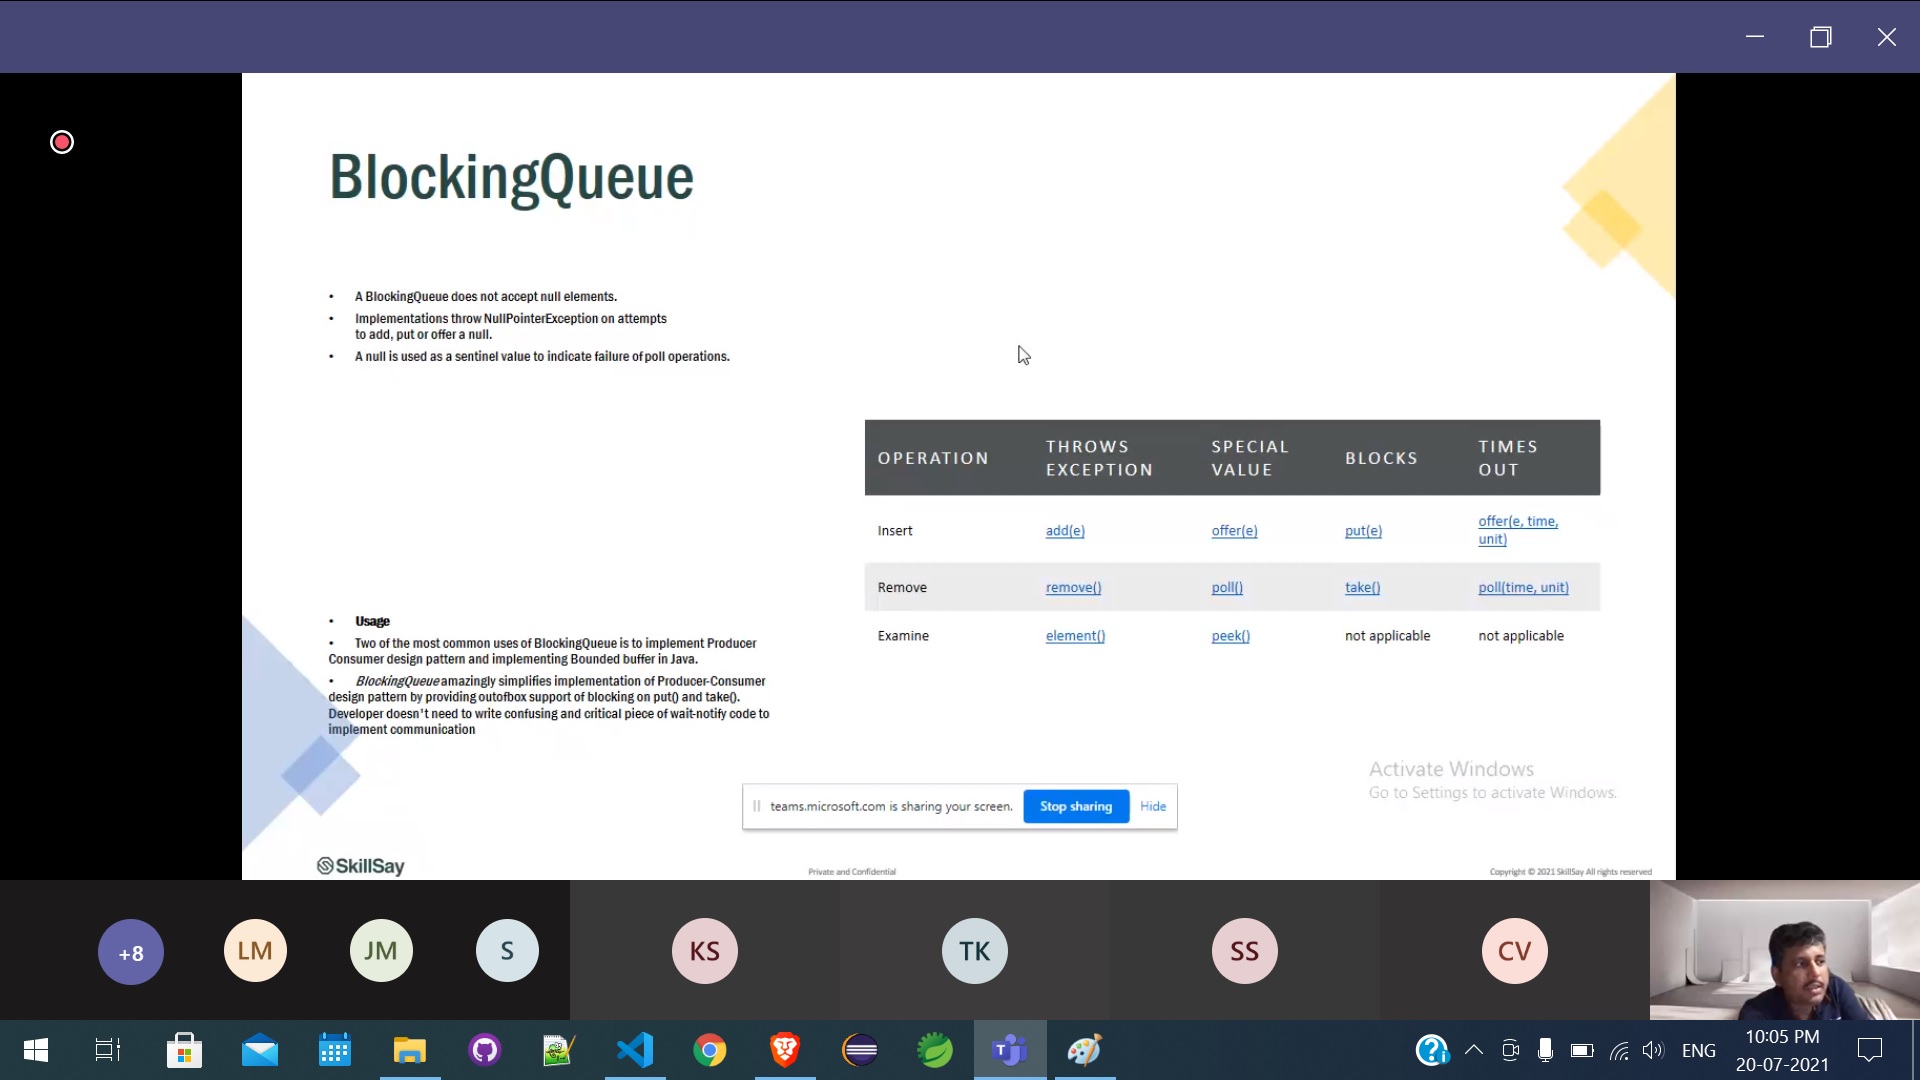 BlockingQueue
• A BlockingQueue does not accept null elements.
• Implementations throw NullPointerException on attempts
to add, put or offer a null.
• A null is used as a sentinel value to indicate failure of poll operations.
OPERATION THROWS EXCEPTION SPECIAL VALUE BLOCKS TIMES OUT
Insert add(e) offer(e) put(e) offer(e, time, unit)
Remove remove() poll() take() poll(time, unit)
Examine element() peek() not applicable not applicable
• Usage
• Two of the most common uses of BlockingQueue is to implement Producer
Consumer design pattern and implementing Bounded buffer in Java.
• BlockingQueue amazingly simplifies implementation of Producer-Consumer
design pattern by providing outofbox support of blocking on put() and take().
Developer doesn't need to write confusing and critical piece of wait-notify code to
implement communication
Activate Windows
Go to Settings to activate Windows.
teams.microsoft.com is sharing your screen. Stop sharing Hide
SkillSay
Private and Confidential
Copyright © 2021 SkillSay All rights reserved
+8 LM JM S KS TK SS CV
ENG
10:05 PM
20-07-2021